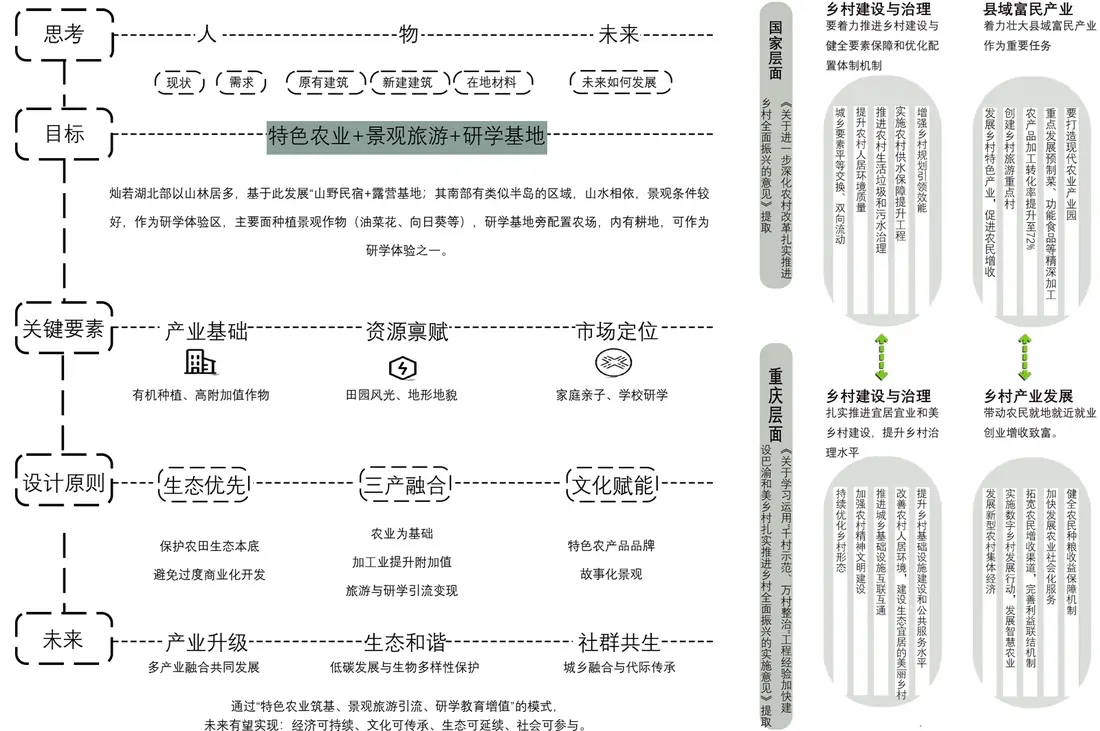 思考
人
物
未来
现状
需求
原有建筑
新建建筑
在地材料
未来如何发展
目标
特色农业+景观旅游+研学基地
灿若湖北部以山林居多，基于此发展“山野民宿+露营基地；其南部有类似半岛的区域，山水相依，景观条件较
好，作为研学体验区，主要面种植景观作物（油菜花、向日葵等），研学基地旁配置农场，内有耕地，可作为
研学体验之一。
关键要素
产业基础
资源禀赋
市场定位
有机种植、高附加值作物
田园风光、地形地貌
家庭亲子、学校研学
设计原则
生态优先
三产融合
文化赋能
保护农田生态本底
避免过度商业化开发
农业为基础
加工业提升附加值
旅游与研学引流变现
特色农产品品牌
故事化景观
未来
产业升级
生态和谐
社群共生
多产业融合共同发展
低碳发展与生物多样性保护
城乡融合与代际传承
通过“特色农业筑基、景观旅游引流、研学教育增值”的模式，
未来有望实现：经济可持续、文化可传承、生态可延续、社会可参与。
国家层面
《关于进一步深化农村改革扎实推进
乡村全面振兴的意见》提取
乡村建设与治理
要着力推进乡村建设与
健全要素保障和优化配
置体制机制
增强乡村规划引领效能
实施农村供水保障提升工程
推进农村生活垃圾和污水治理
提升农村人居环境质量
城乡要素平等交换、双向流动
县域富民产业
着力壮大县域富民产业
作为重要任务
要打造现代农业产业园
重点发展预制菜、功能食品等精深加工
农产品加工转化率提升至72%
创建乡村旅游重点村
发展乡村特色产业，促进农民增收
重庆层面
《关于学习运用“千村示范、万村整治”工程经验加快建
设巴渝和美乡村扎实推进乡村全面振兴的实施意见》提取
乡村建设与治理
扎实推进宜居宜业和美
乡村建设，提升乡村治
理水平
提升乡村基础设施建设和公共服务水平
改善农村人居环境，建设生态宜居的美丽乡村
推进城乡基础设施互联互通
加强农村精神文明建设
持续优化乡村形态
乡村产业发展
带动农民就地就近就业
创业增收致富。
健全农民种粮收益保障机制
加快发展农业社会化服务
拓宽农民增收渠道，完善利益联结机制
实施数字乡村发展行动，发展智慧农业
发展新型农村集体经济